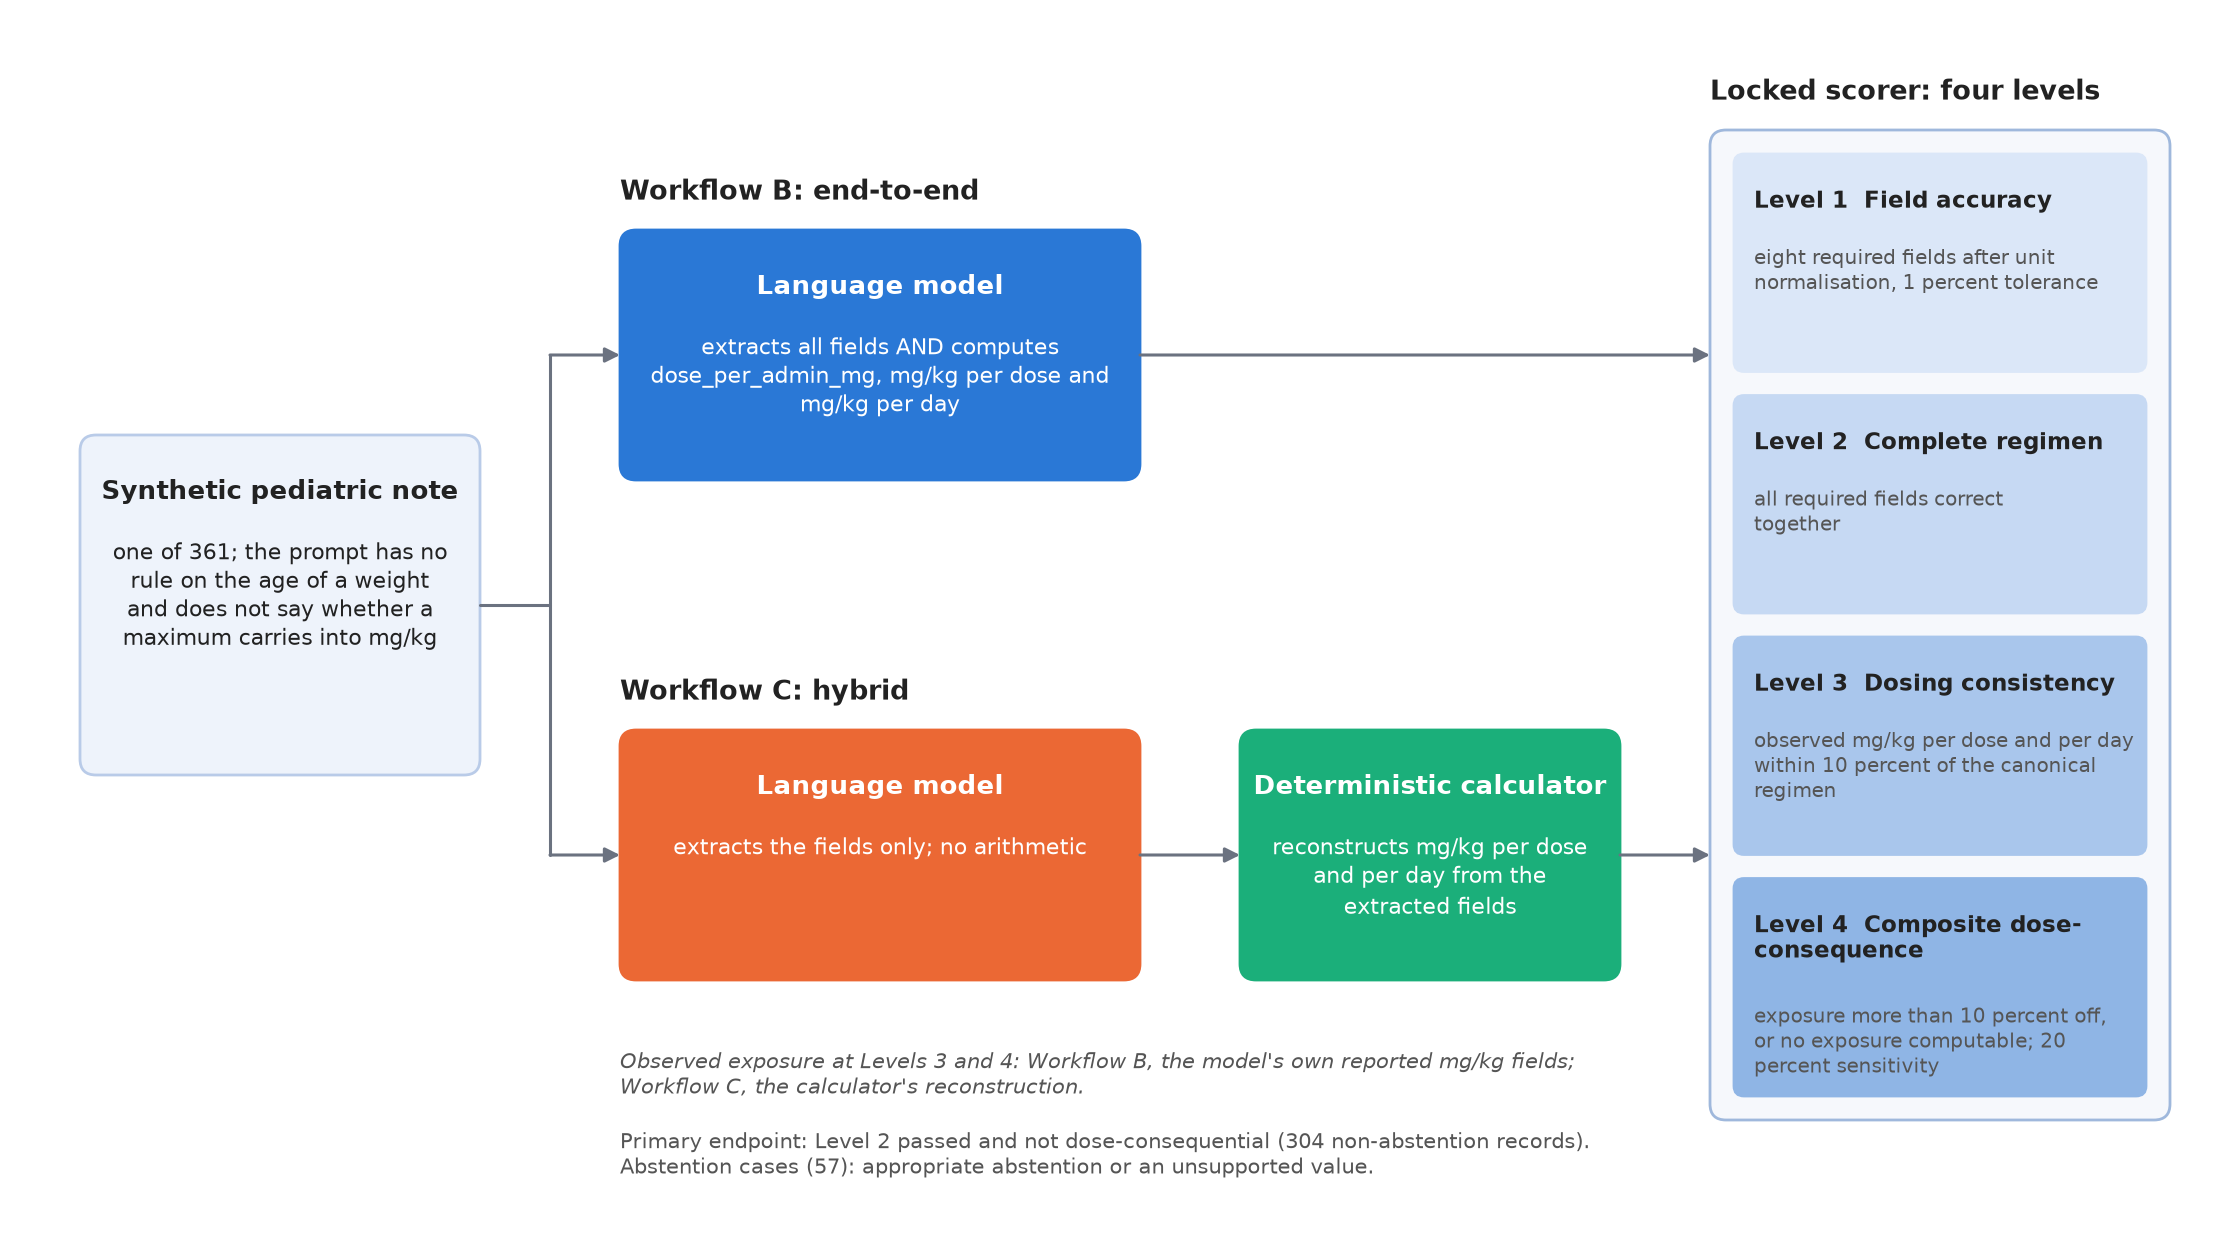 Synthetic pediatric note
one of 361; the prompt has no
rule on the age of a weight
and does not say whether a
maximum carries into mg/kg
Workflow B: end-to-end
Language model
extracts all fields AND computes
dose_per_admin_mg, mg/kg per dose and
mg/kg per day
Workflow C: hybrid
Language model
extracts the fields only; no arithmetic
Deterministic calculator
reconstructs mg/kg per dose
and per day from the
extracted fields
Locked scorer: four levels
Level 1  Field accuracy
eight required fields after unit
normalisation, 1 percent tolerance
Level 2  Complete regimen
all required fields correct
together
Level 3  Dosing consistency
observed mg/kg per dose and per day
within 10 percent of the canonical
regimen
Level 4  Composite dose-
consequence
exposure more than 10 percent off,
or no exposure computable; 20
percent sensitivity
Observed exposure at Levels 3 and 4: Workflow B, the model's own reported mg/kg fields;
Workflow C, the calculator's reconstruction.
Primary endpoint: Level 2 passed and not dose-consequential (304 non-abstention records).
Abstention cases (57): appropriate abstention or an unsupported value.